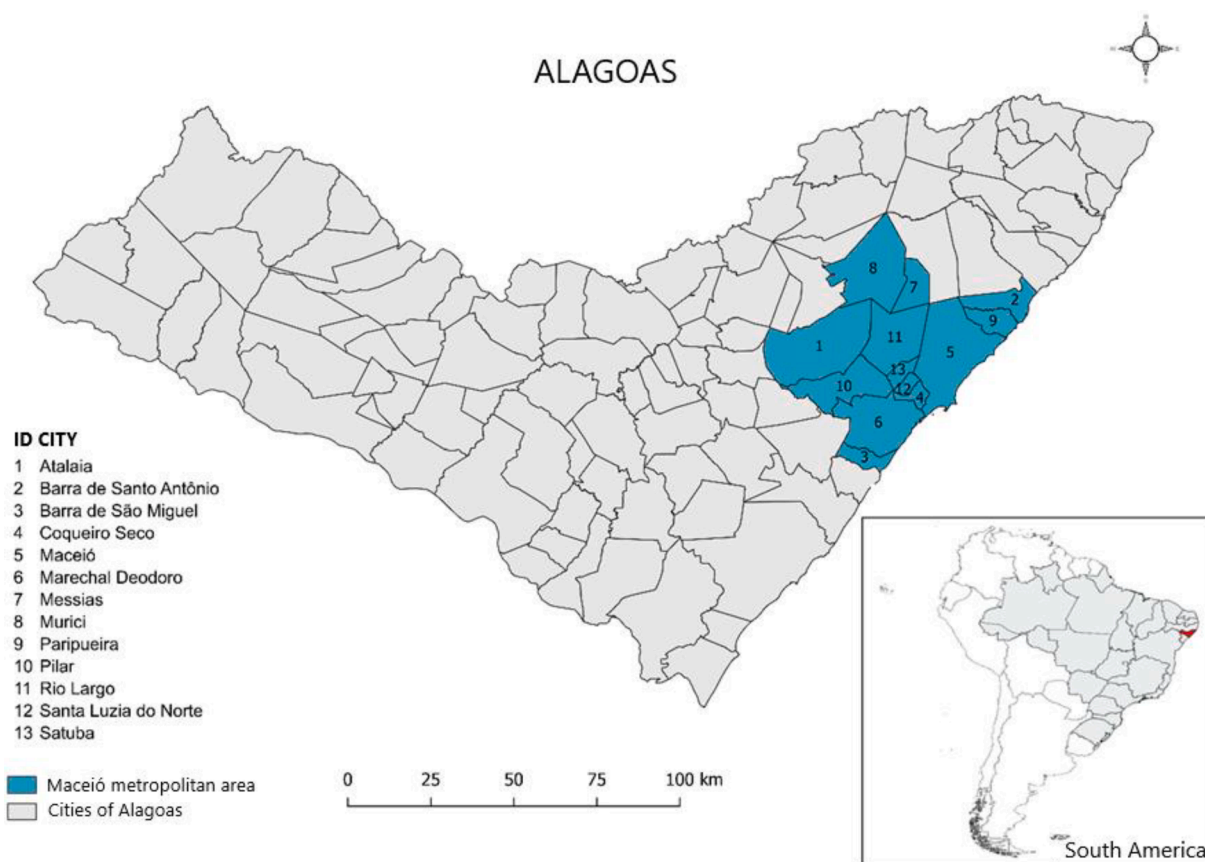 ALAGOAS
8
7
2
9
11
1
5
13
10
12
4
6
3
ID CITY
1 Atalaia
2 Barra de Santo Antônio
3 Barra de São Miguel
4 Coqueiro Seco
5 Maceió
6 Marechal Deodoro
7 Messias
8 Murici
9 Paripueira
10 Pilar
11 Rio Largo
12 Santa Luzia do Norte
13 Satuba
Maceió metropolitan area
Cities of Alagoas
0 25 50 75 100 km
South America